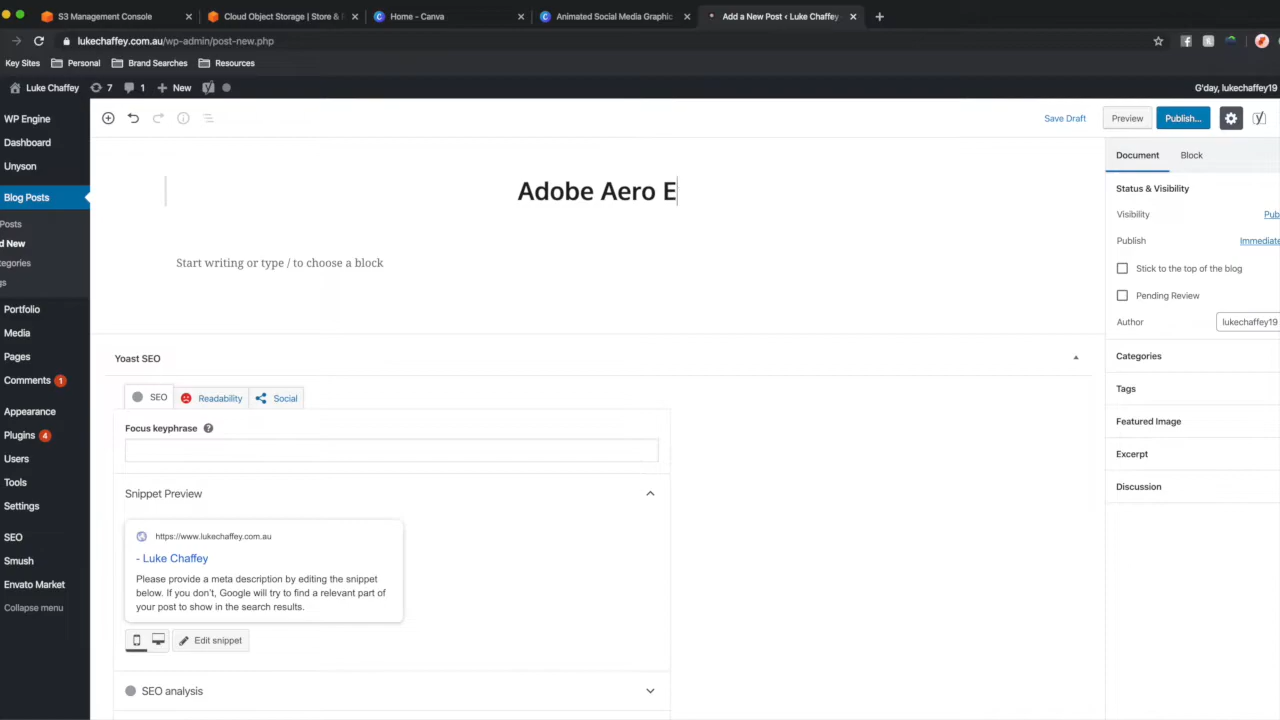 S3 Management Console
Cloud Object Storage | Store & R
Home - Canva
Animated Social Media Graphic
Add a New Post ‹ Luke Chaffey
lukechaffey.com.au/wp-admin/post-new.php
Key Sites
Personal
Brand Searches
Resources
Luke Chaffey
7
1
New
G'day, lukechaffey19
WP Engine
Dashboard
Unyson
Blog Posts
Posts
d New
tegories
gs
Portfolio
Media
Pages
Comments 1
Appearance
Plugins 4
Users
Tools
Settings
SEO
Smush
Envato Market
Collapse menu
Save Draft
Preview
Publish...
Adobe Aero E
Start writing or type / to choose a block
Yoast SEO
SEO
Readability
Social
Focus keyphrase
Snippet Preview
https://www.lukechaffey.com.au
- Luke Chaffey
Please provide a meta description by editing the snippet
below. If you don't, Google will try to find a relevant part of
your post to show in the search results.
Edit snippet
SEO analysis
Document
Block
Status & Visibility
Visibility
Pub
Publish
Immediate
Stick to the top of the blog
Pending Review
Author
lukechaffey19
Categories
Tags
Featured Image
Excerpt
Discussion